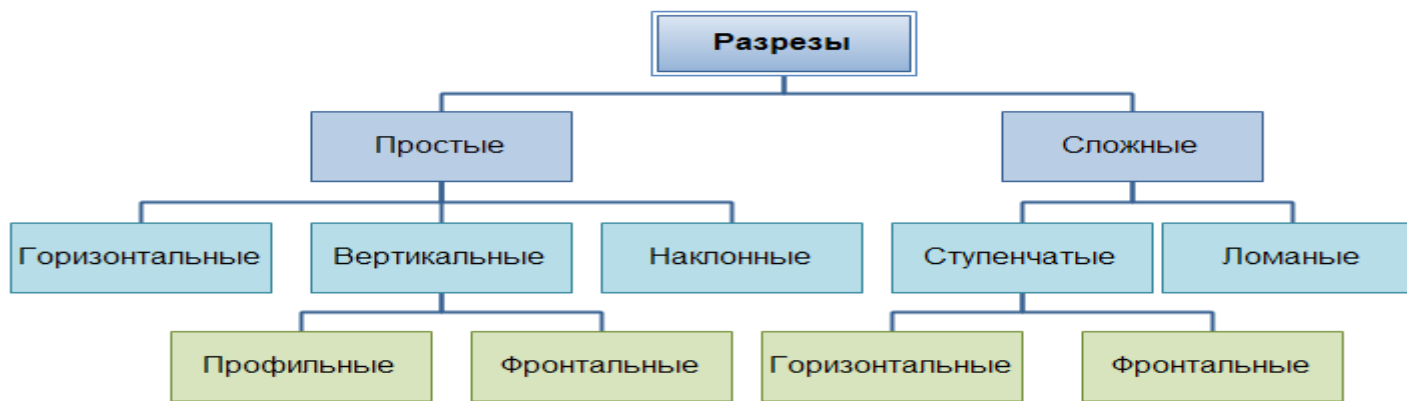 Разрезы
Простые
Сложные
Горизонтальные
Вертикальные
Наклонные
Ступенчатые
Ломаные
Профильные
Фронтальные
Горизонтальные
Фронтальные